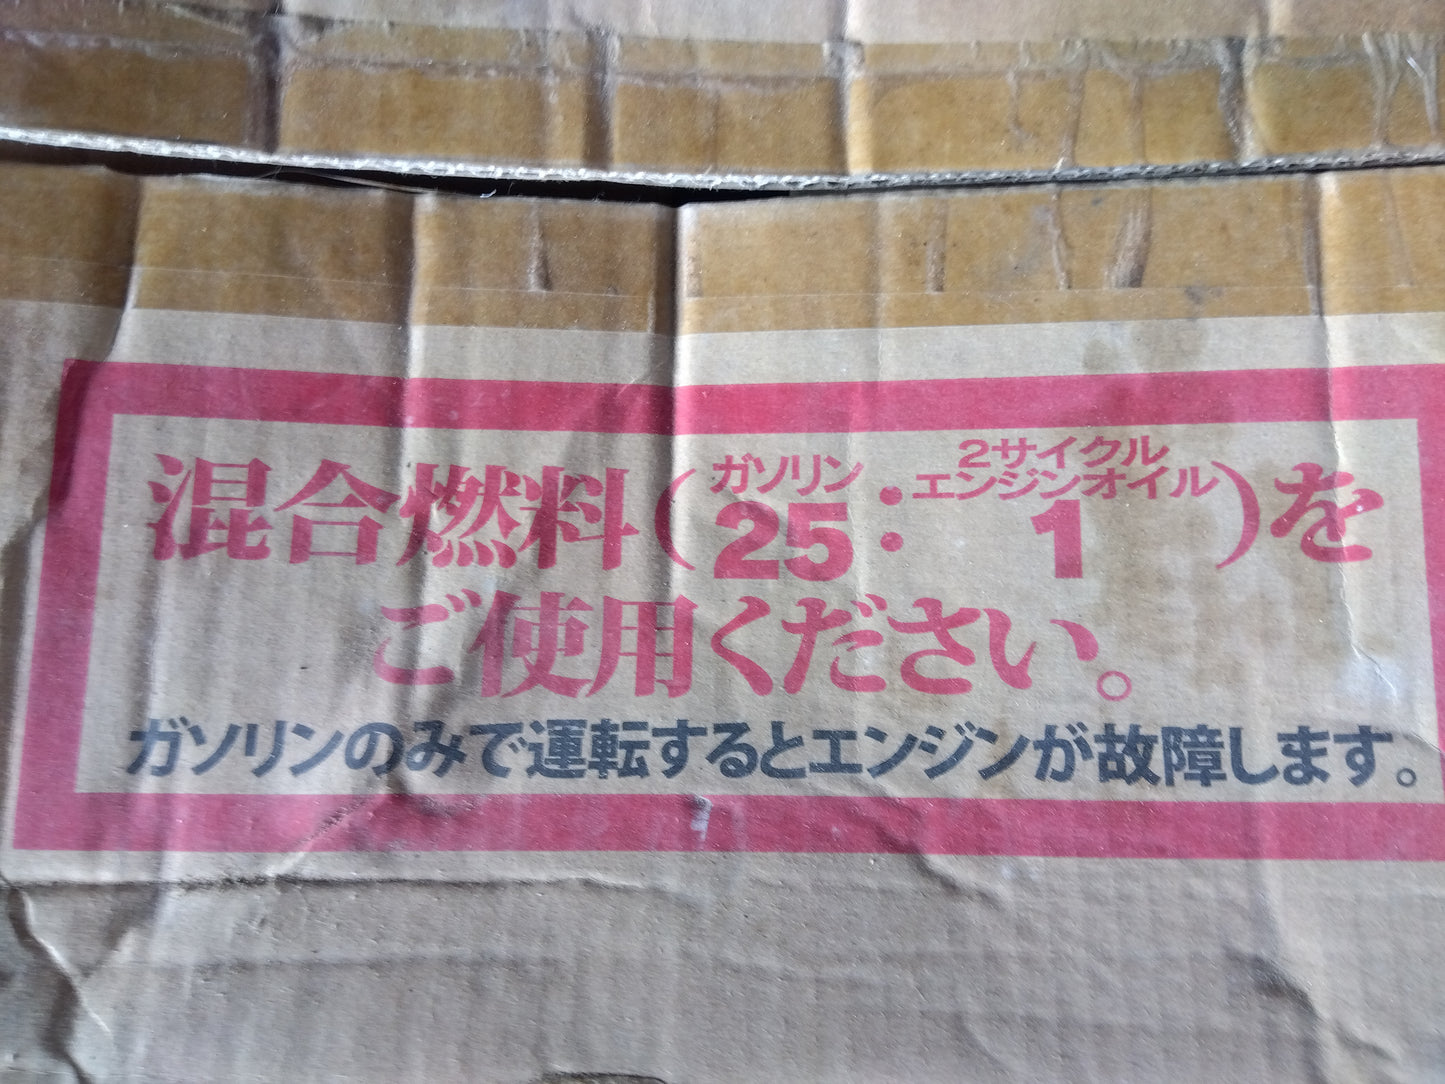 混合燃料(ガソリン25:2サイクルエンジンオイル1)を
ご使用ください。
ガソリンのみで運転するとエンジンが故障します。